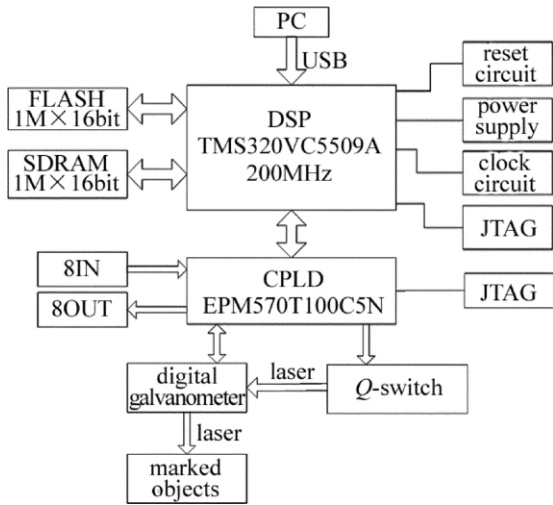 PC
USB
reset
circuit
FLASH
1M×16bit
DSP
TMS320VC5509A
200MHz
power
supply
SDRAM
1M×16bit
clock
circuit
JTAG
8IN
8OUT
CPLD
EPM570T100C5N
JTAG
digital
galvanometer
laser
Q-switch
laser
marked
objects